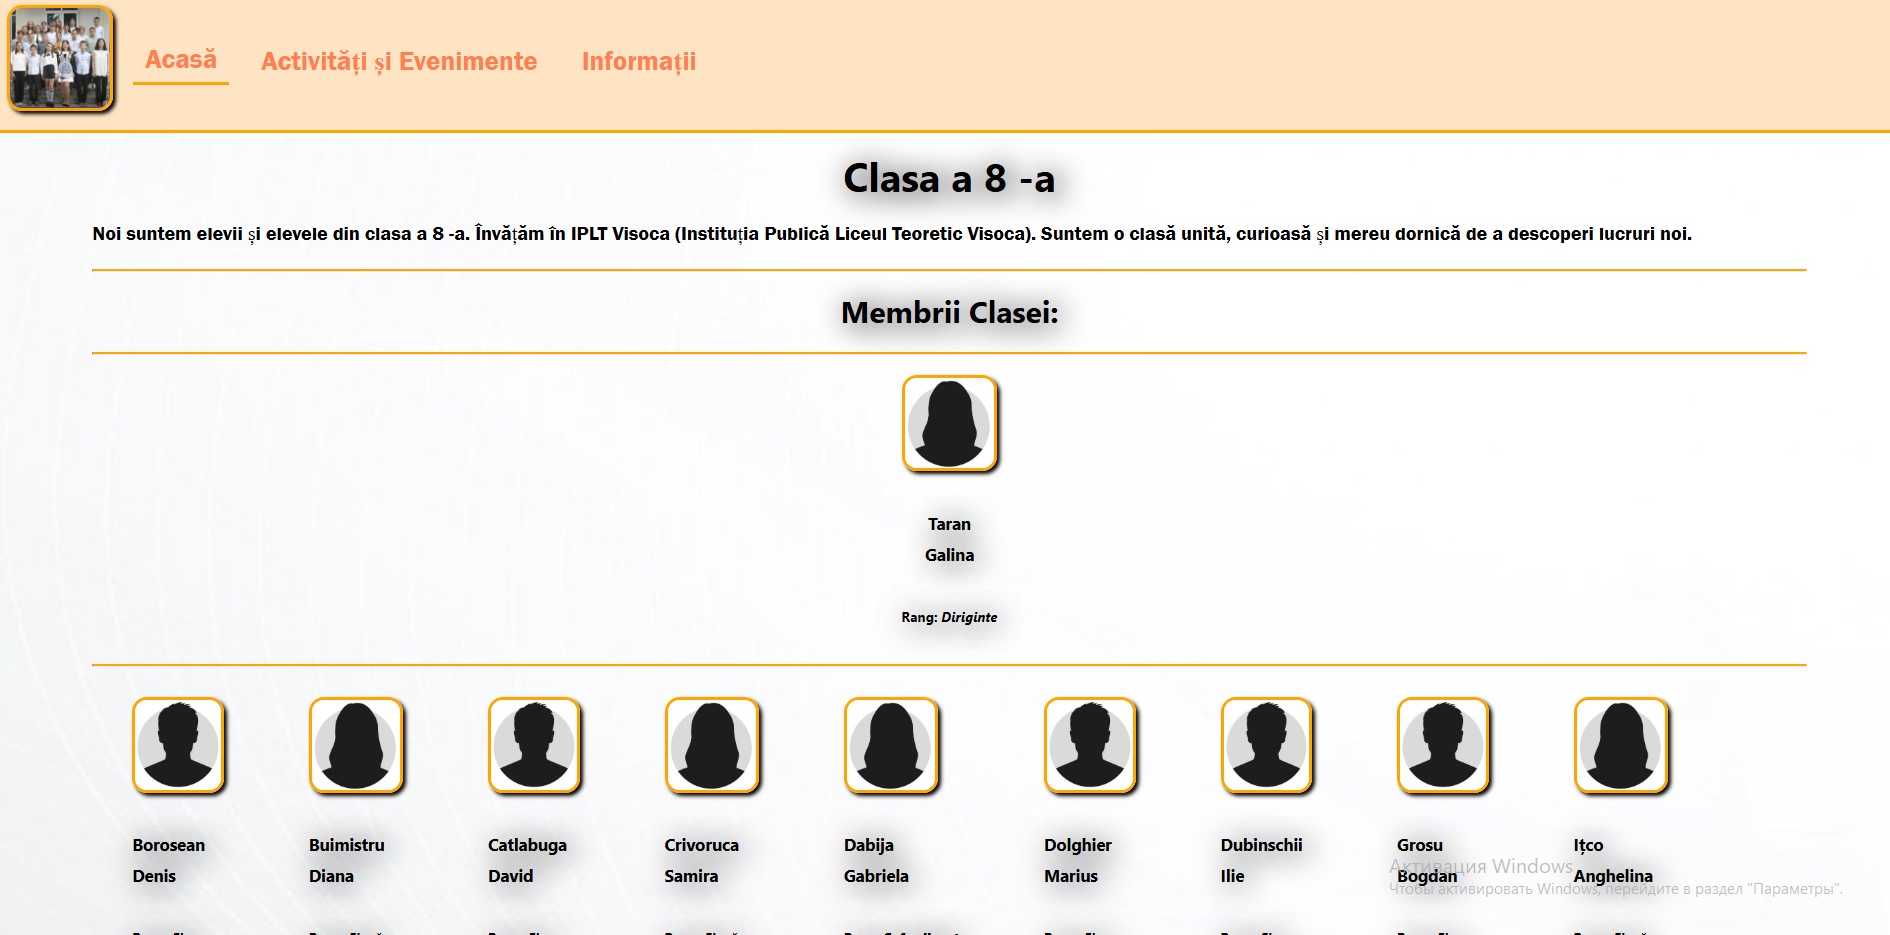 Acasă
Activități și Evenimente
Informații
Clasa a 8 -a
Noi suntem elevii și elevele din clasa a 8 -a. Învățăm în IPLT Visoca (Instituția Publică Liceul Teoretic Visoca). Suntem o clasă unită, curioasă și mereu dornică de a descoperi lucruri noi.
Membrii Clasei:
Taran
Galina
Rang: Diriginte
Borosean
Denis
Buimistru
Diana
Catlabuga
David
Crivoruca
Samira
Dabija
Gabriela
Dolghier
Marius
Dubinschii
Ilie
Grosu
Bogdan
Ițco
Anghelina
Активация Windows
Чтобы активировать Windows, перейдите в раздел "Параметры".